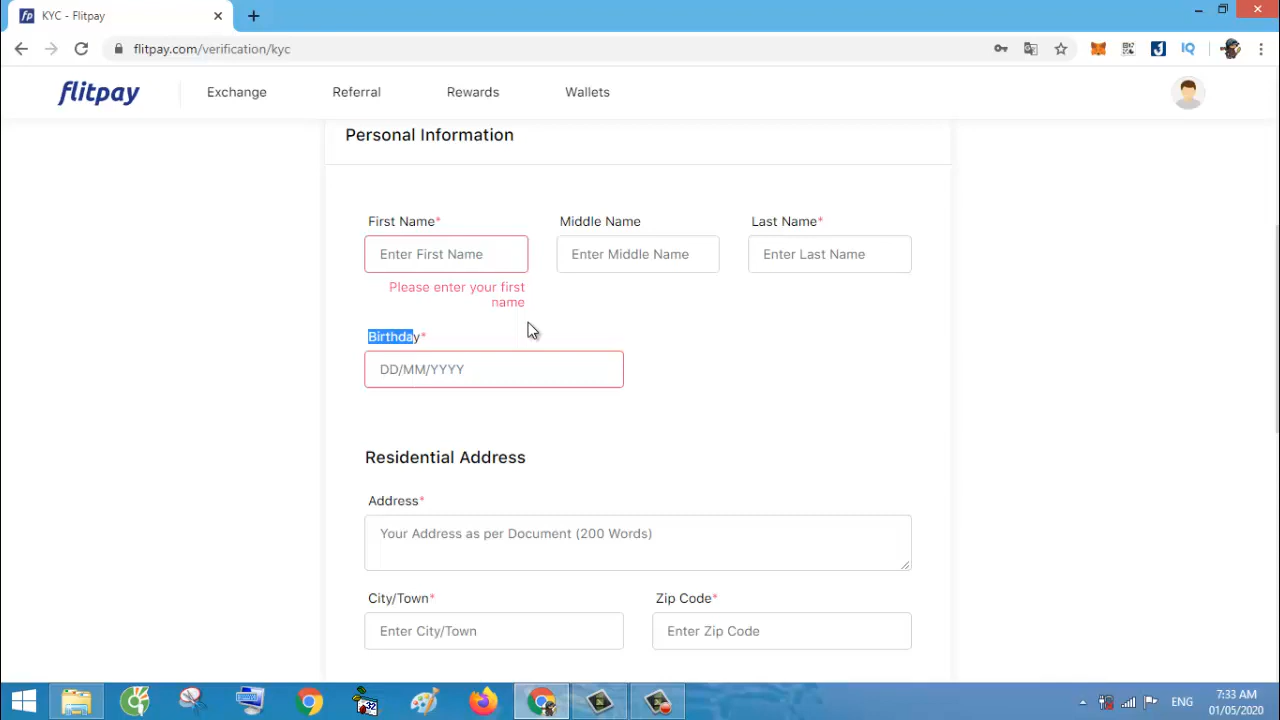 KYC - Flitpay
flitpay.com/verification/kyc
IQ
flitpay
Exchange
Referral
Rewards
Wallets
Personal Information
First Name*
Middle Name
Last Name*
Enter First Name
Enter Middle Name
Enter Last Name
Please enter your first
name
Birthday*
DD/MM/YYYY
Residential Address
Address*
Your Address as per Document (200 Words)
City/Town*
Zip Code*
Enter City/Town
Enter Zip Code
ENG
7:33 AM
01/05/2020